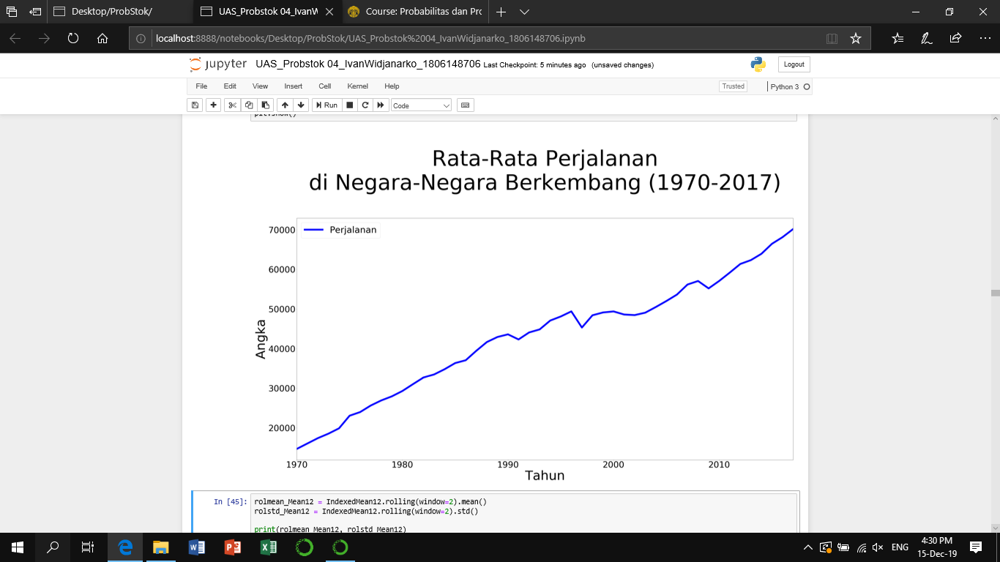 Desktop/ProbStok/
UAS_Probstok 04_IvanW
Course: Probabilitas dan Pro
localhost:8888/notebooks/Desktop/ProbStok/UAS_Probstok%2004_IvanWidjanarko_1806148706.ipynb
jupyter UAS_Probstok 04_IvanWidjanarko_1806148706 Last Checkpoint: 5 minutes ago (unsaved changes)
Logout
File Edit View Insert Cell Kernel Help
Trusted
Python 3
Run
Code
plt.show()
Rata-Rata Perjalanan
di Negara-Negara Berkembang (1970-2017)
Perjalanan
70000
60000
50000
40000
30000
20000
Angka
1970 1980 1990 2000 2010
Tahun
In [45]:
rolmean_Mean12 = IndexedMean12.rolling(window=2).mean()
rolstd_Mean12 = IndexedMean12.rolling(window=2).std()
print(rolmean_Mean12, rolstd_Mean12)
ENG
4:30 PM
15-Dec-19